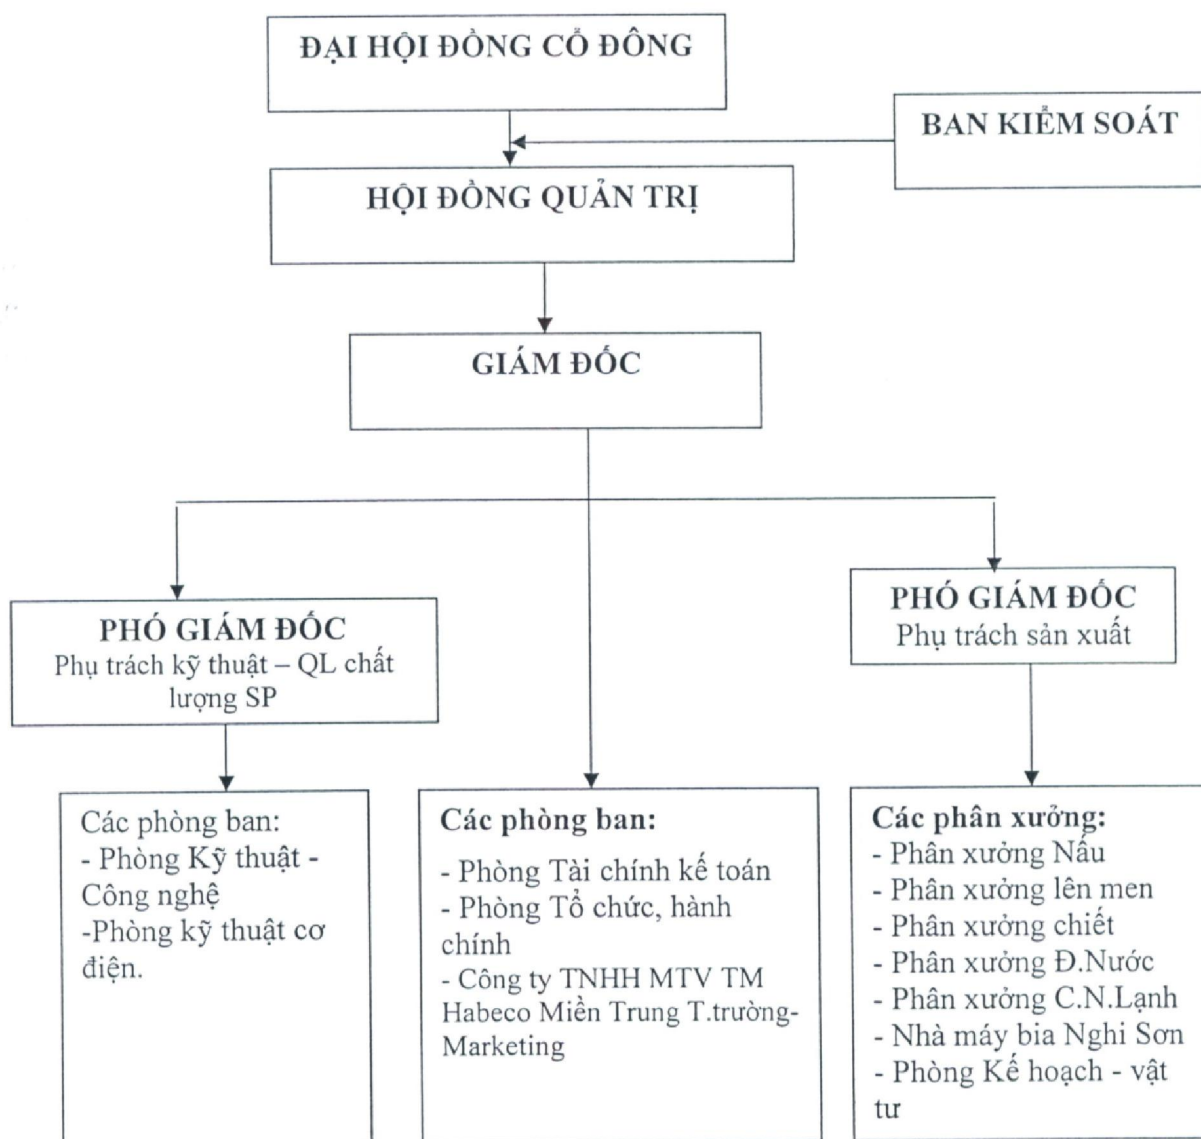 ĐẠI HỘI ĐỒNG CỔ ĐÔNG
BAN KIỂM SOÁT
HỘI ĐỒNG QUẢN TRỊ
GIÁM ĐỐC
PHÓ GIÁM ĐỐC
Phụ trách kỹ thuật – QL chất
lượng SP
PHÓ GIÁM ĐỐC
Phụ trách sản xuất
Các phòng ban:
- Phòng Kỹ thuật -
Công nghệ
-Phòng kỹ thuật cơ
điện.
Các phòng ban:
- Phòng Tài chính kế toán
- Phòng Tổ chức, hành
chính
- Công ty TNHH MTV TM
Habeco Miền Trung T.trường-
Marketing
Các phân xưởng:
- Phân xưởng Nấu
- Phân xưởng lên men
- Phân xưởng chiết
- Phân xưởng Đ.Nước
- Phân xưởng C.N.Lạnh
- Nhà máy bia Nghi Sơn
- Phòng Kế hoạch - vật
tư